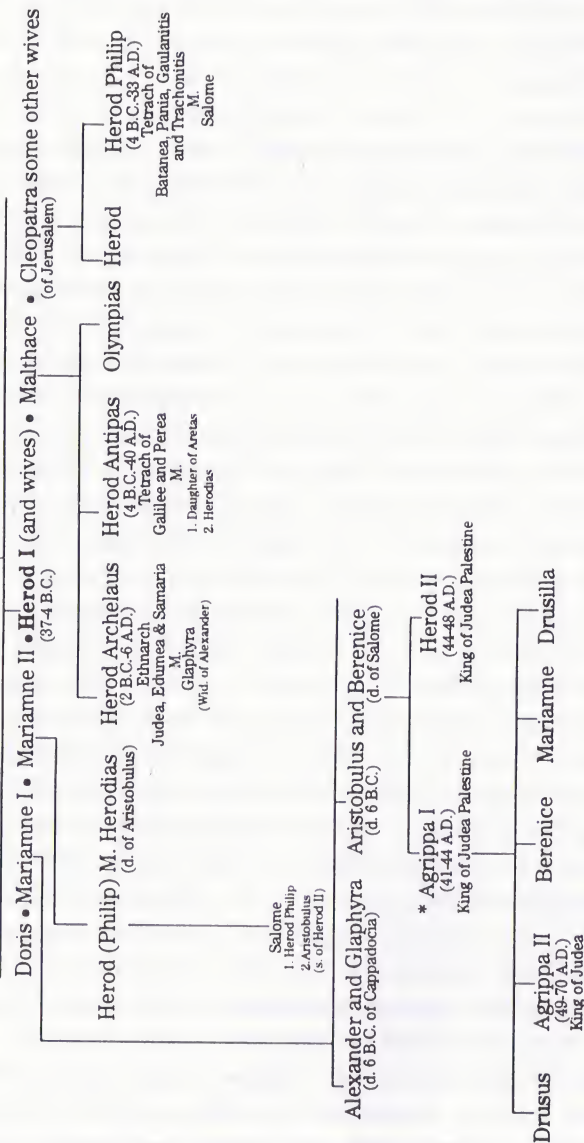 Doris • Mariamne I • Mariamne II • Herod I (and wives) • Malthace • Cleopatra some other wives
(37-4 B.C.)
(of Jerusalem)
Herod (Philip) M. Herodias
(d. of Aristobulus)
Herod Archelaus
(2 B.C.-6 A.D.)
Ethnarch
Judea, Edumea & Samaria
M.
Glaphyra
(Wid. of Alexander)
Herod Antipas
(4 B.C.-40 A.D.)
Tetrach of
Galilee and Perea
M.
1. Daughter of Aretas
2. Herodias
Olympias
Herod
Herod Philip
(4 B.C.-33 A.D.)
Tetrach of
Batanea, Pania, Gaulanitis
and Trachonitis
M.
Salome
Salome
1. Herod Philip
2. Aristobulus
(s. of Herod II)
Alexander and Glaphyra
(d. 6 B.C. of Cappadocia)
Aristobulus and Berenice
(d. 6 B.C.)
(d. of Salome)
* Agrippa I
(41-44 A.D.)
King of Judea Palestine
Herod II
(44-48 A.D.)
King of Judea Palestine
Drusus
Agrippa II
(49-70 A.D.)
King of Judea
Berenice
Mariamne
Drusilla